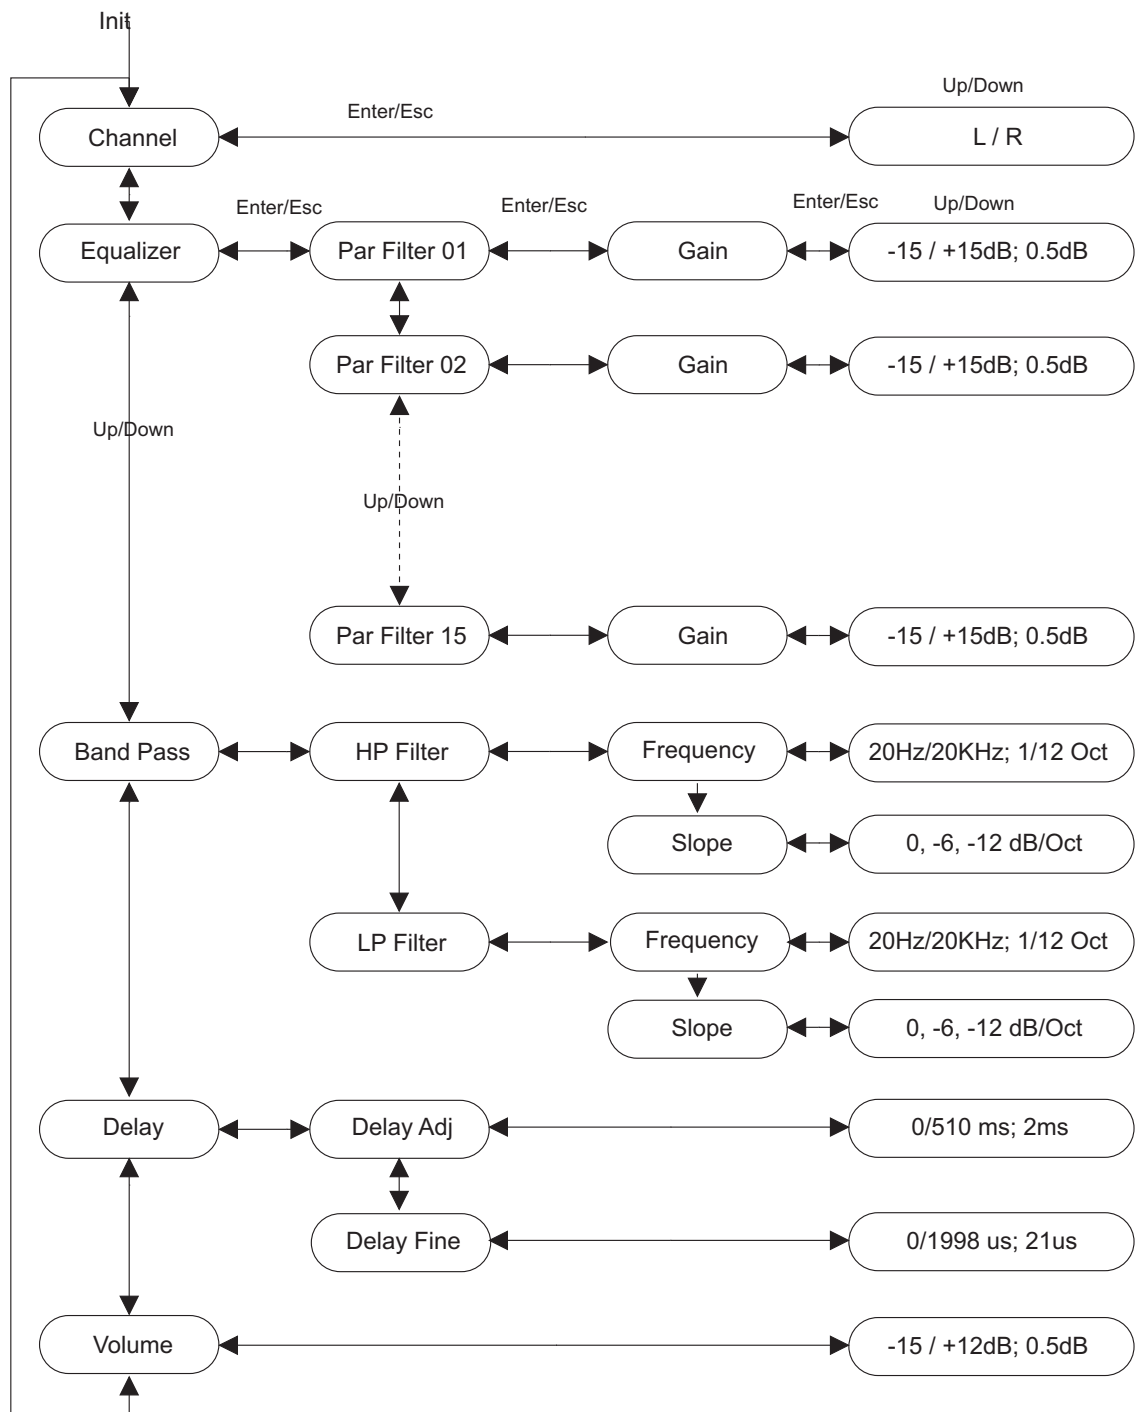 Init
Up/Down
Enter/Esc
Channel
L / R
Enter/Esc
Enter/Esc
Enter/Esc
Up/Down
Equalizer
Par Filter 01
Gain
-15 / +15dB; 0.5dB
Par Filter 02
Gain
-15 / +15dB; 0.5dB
Up/Down
Up/Down
Par Filter 15
Gain
-15 / +15dB; 0.5dB
Band Pass
HP Filter
Frequency
20Hz/20KHz; 1/12 Oct
Slope
0, -6, -12 dB/Oct
LP Filter
Frequency
20Hz/20KHz; 1/12 Oct
Slope
0, -6, -12 dB/Oct
Delay
Delay Adj
0/510 ms; 2ms
Delay Fine
0/1998 us; 21us
Volume
-15 / +12dB; 0.5dB